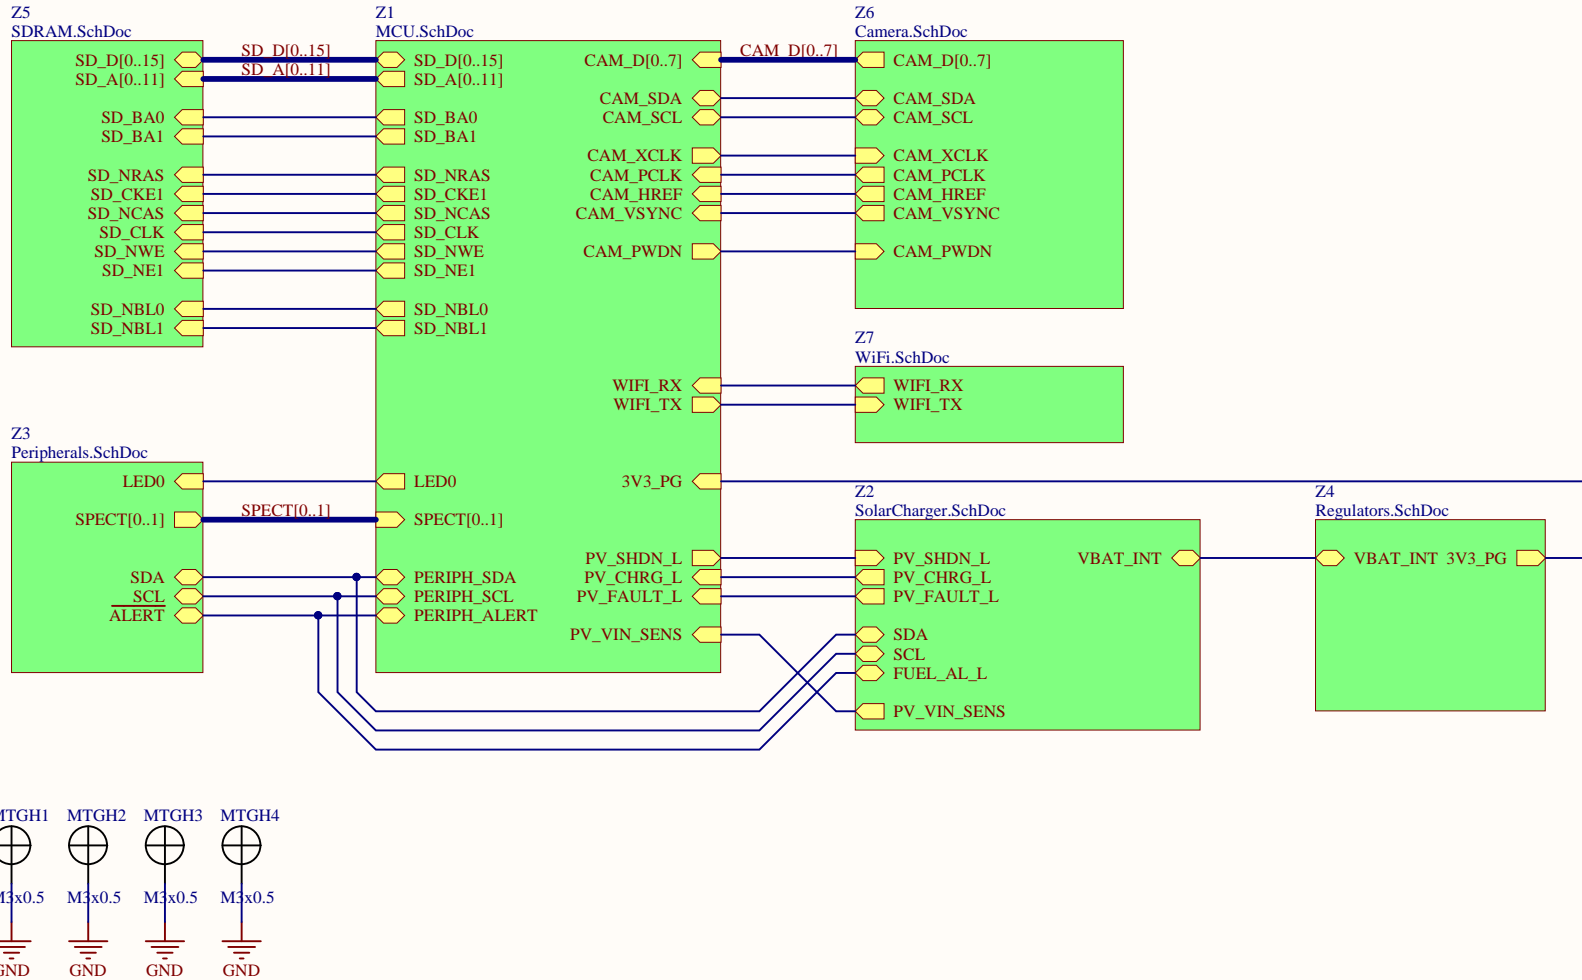 Z5
SDRAM.SchDoc
SD_D[0..15]
SD_A[0..11]
SD_BA0
SD_BA1
SD_NRAS
SD_CKE1
SD_NCAS
SD_CLK
SD_NWE
SD_NE1
SD_NBL0
SD_NBL1
SD_D[0..15]
SD_A[0..11]
Z1
MCU.SchDoc
SD_D[0..15]
SD_A[0..11]
SD_BA0
SD_BA1
SD_NRAS
SD_CKE1
SD_NCAS
SD_CLK
SD_NWE
SD_NE1
SD_NBL0
SD_NBL1
LED0
SPECT[0..1]
PERIPH_SDA
PERIPH_SCL
PERIPH_ALERT
CAM_D[0..7]
CAM_SDA
CAM_SCL
CAM_XCLK
CAM_PCLK
CAM_HREF
CAM_VSYNC
CAM_PWDN
WIFI_RX
WIFI_TX
3V3_PG
PV_SHDN_L
PV_CHRG_L
PV_FAULT_L
PV_VIN_SENS
CAM_D[0..7]
Z6
Camera.SchDoc
CAM_D[0..7]
CAM_SDA
CAM_SCL
CAM_XCLK
CAM_PCLK
CAM_HREF
CAM_VSYNC
CAM_PWDN
Z7
WiFi.SchDoc
WIFI_RX
WIFI_TX
Z3
Peripherals.SchDoc
LED0
SPECT[0..1]
SDA
SCL
ALERT
SPECT[0..1]
Z2
SolarCharger.SchDoc
PV_SHDN_L
PV_CHRG_L
PV_FAULT_L
SDA
SCL
FUEL_AL_L
PV_VIN_SENS
VBAT_INT
Z4
Regulators.SchDoc
VBAT_INT 3V3_PG
MTGH1 MTGH2 MTGH3 MTGH4
M3x0.5 M3x0.5 M3x0.5 M3x0.5
GND GND GND GND